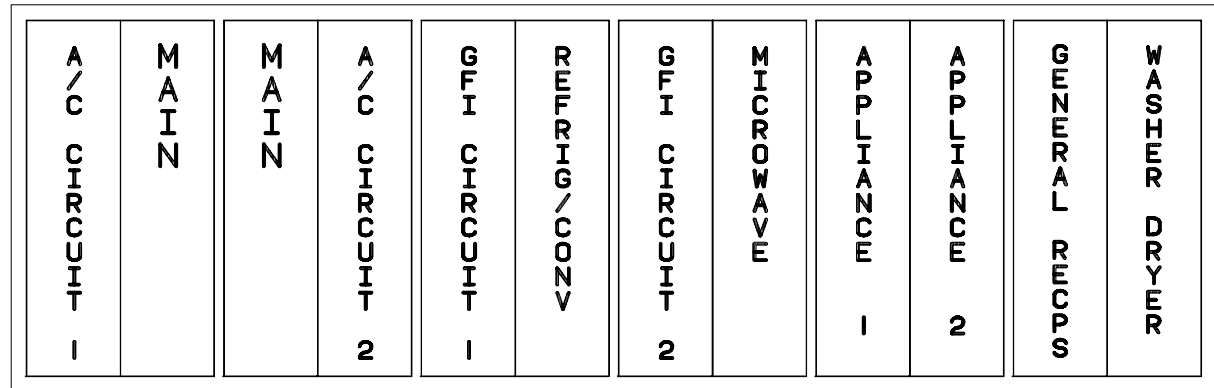 A/C CIRCUIT 1
MAIN
MAIN
A/C CIRCUIT 2
GFI CIRCUIT 1
REFRIG/CONV
GFI CIRCUIT 2
MICROWAVE
APPLIANCE 1
APPLIANCE 2
GENERAL RECPS
WASHER DRYER